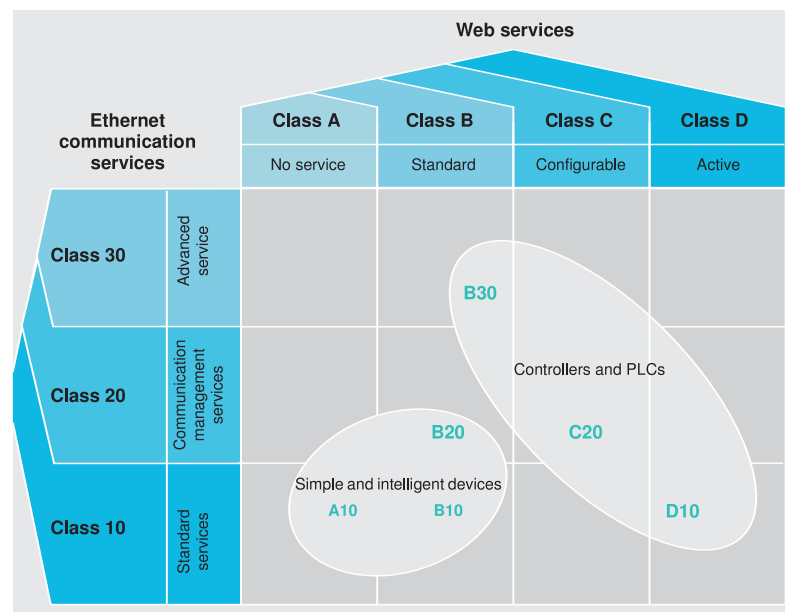 Web services
Ethernet
communication
services
Class A
Class B
Class C
Class D
No service
Standard
Configurable
Active
Class 30
Advanced
service
B30
Controllers and PLCs
Class 20
Communication
management
services
B20
C20
Simple and intelligent devices
A10
B10
D10
Class 10
Standard
services